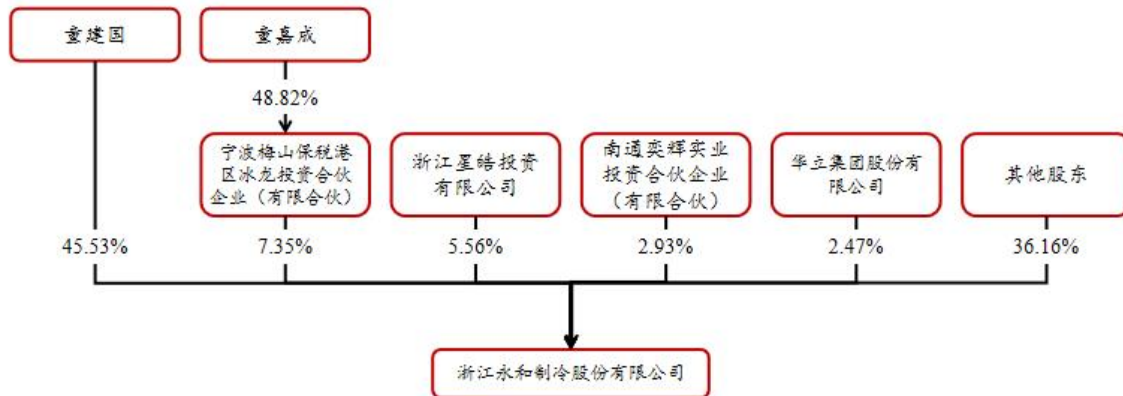 童建国
童嘉成
48.82%
宁波梅山保税港
区冰龙投资合伙
企业（有限合伙）
浙江星皓投资
有限公司
南通奕辉实业
投资合伙企业
（有限合伙）
华立集团股份有
限公司
其他股东
45.53%
7.35%
5.56%
2.93%
2.47%
36.16%
浙江永和制冷股份有限公司